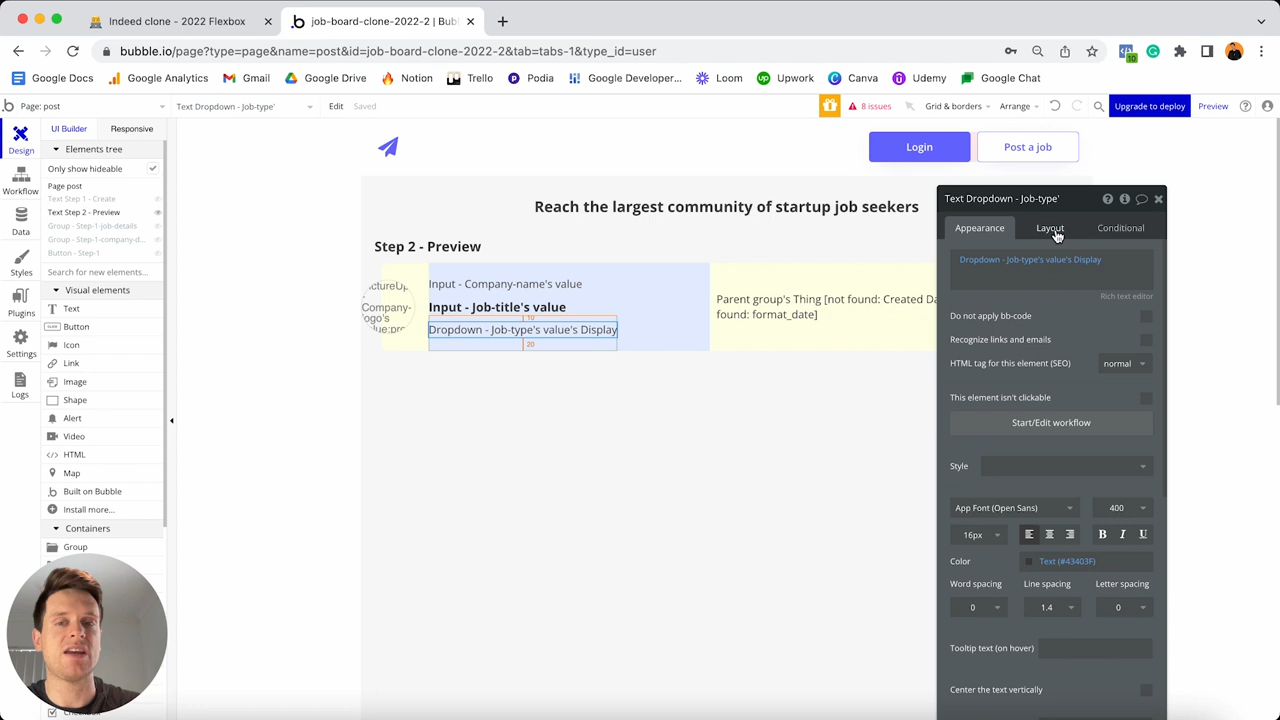 Indeed clone - 2022 Flexbox
job-board-clone-2022-2 | Bubl
bubble.io/page?type=page&name=post&id=job-board-clone-2022-2&tab=tabs-1&type_id=user
10
Google Docs
Google Analytics
Gmail
Google Drive
Notion
Trello
Podia
Google Developer...
Loom
Upwork
Canva
Udemy
Google Chat
Page: post
Text Dropdown - Job-type'
Edit
Saved
8 issues
Grid & borders
Arrange
Upgrade to deploy
Preview
Design
Workflow
Data
Styles
Plugins
Settings
Logs
UI Builder
Responsive
Elements tree
Only show hideable
Page post
Text Step 1 - Create
Text Step 2 - Preview
Group - Step-1-job-details
Group - Step-1-company-d...
Button - Step-1
Search for new elements...
Visual elements
Text
Button
Icon
Link
Image
Shape
Alert
Video
HTML
Map
Built on Bubble
Install more...
Containers
Group
Checkbox
Login
Post a job
Reach the largest community of startup job seekers
Step 2 - Preview
PictureUp
Company-
logo's
value:pro
Input - Company-name's value
Input - Job-title's value
10
Dropdown - Job-type's value's Display
20
Parent group's Thing [not found: Created Da
found: format_date]
Text Dropdown - Job-type'
Appearance
Layout
Conditional
Dropdown - Job-type's value's Display
Rich text editor
Do not apply bb-code
Recognize links and emails
HTML tag for this element (SEO)
normal
This element isn't clickable
Start/Edit workflow
Style
App Font (Open Sans)
400
16px
B
I
U
Color
Text (#43403F)
Word spacing
Line spacing
Letter spacing
0
1.4
0
Tooltip text (on hover)
Center the text vertically